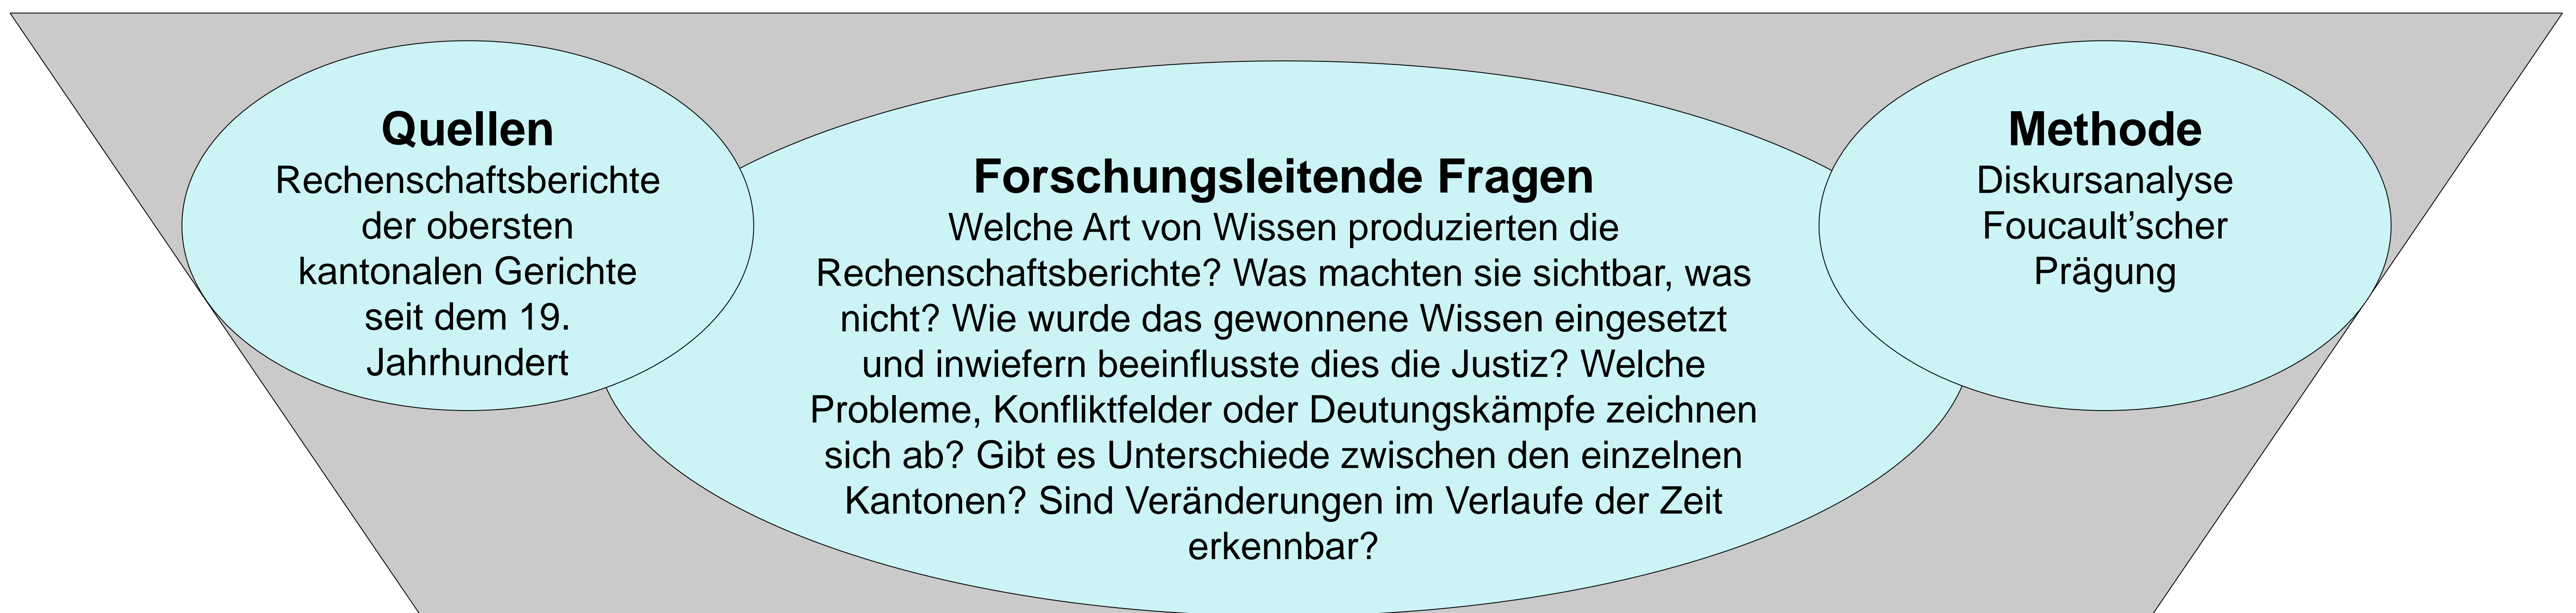 Quellen
Rechenschaftsberichte
der obersten
kantonalen Gerichte
seit dem 19.
Jahrhundert
Forschungsleitende Fragen
Welche Art von Wissen produzierten die
Rechenschaftsberichte? Was machten sie sichtbar, was
nicht? Wie wurde das gewonnene Wissen eingesetzt
und inwiefern beeinflusste dies die Justiz? Welche
Probleme, Konfliktfelder oder Deutungskämpfe zeichnen
sich ab? Gibt es Unterschiede zwischen den einzelnen
Kantonen? Sind Veränderungen im Verlaufe der Zeit
erkennbar?
Methode
Diskursanalyse
Foucault’scher
Prägung